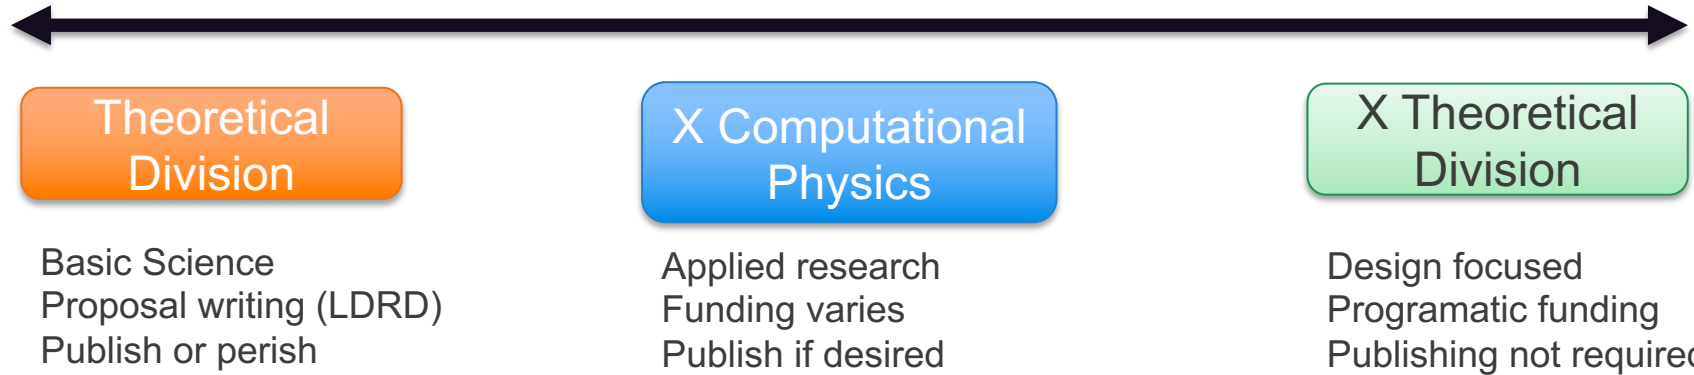 Theoretical
Division
Basic Science
Proposal writing (LDRD)
Publish or perish
X Computational
Physics
Applied research
Funding varies
Publish if desired
X Theoretical
Division
Design focused
Programatic funding
Publishing not required